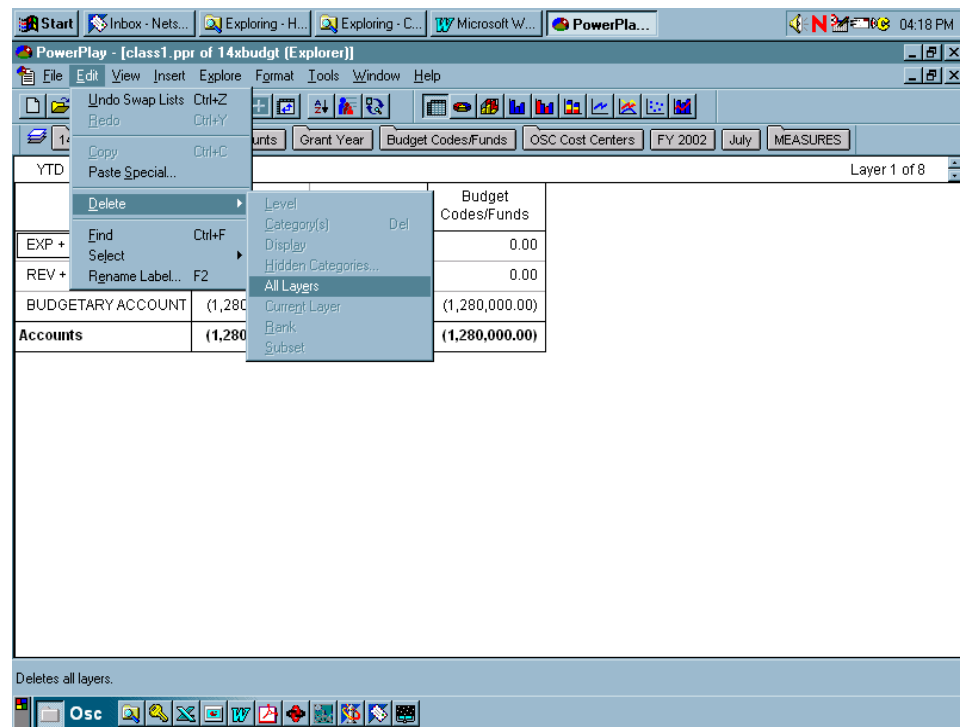 Start Inbox - Nets... Exploring - H... Exploring - C... Microsoft W... PowerPla... 04:18 PM
PowerPlay - [class1.ppr of 14xbudgt (Explorer)]
File Edit View Insert Explore Format Tools Window Help
Undo Swap Lists Ctrl+Z
Redo Ctrl+Y
Copy Ctrl+C
Paste Special...
Delete
Find Ctrl+F
Select
Rename Label... F2
Level
Category(s) Del
Display
Hidden Categories...
All Layers
Current Layer
Rank
Subset
14 unts Grant Year Budget Codes/Funds OSC Cost Centers FY 2002 July MEASURES
YTD Layer 1 of 8
Budget
Codes/Funds
EXP + 0.00
REV + 0.00
BUDGETARY ACCOUNT (1,280 (1,280,000.00)
Accounts (1,280 (1,280,000.00)
Deletes all layers.
Osc